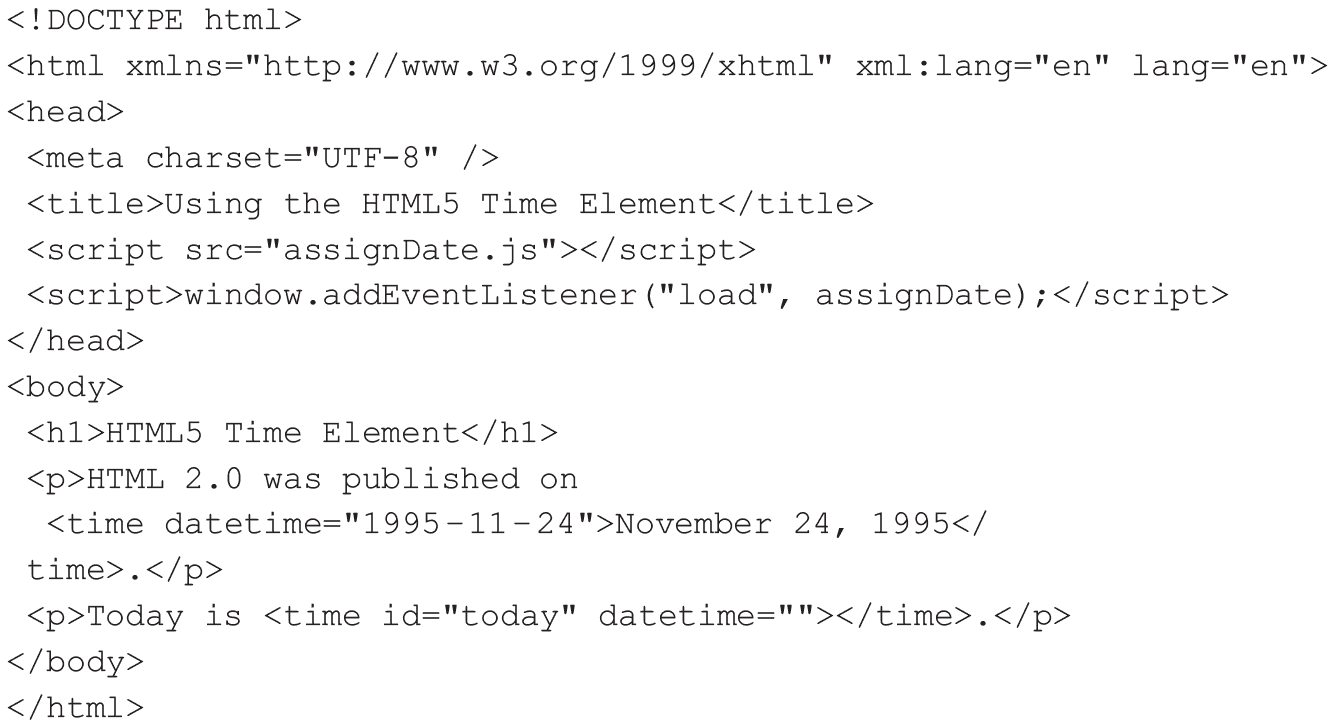 <!DOCTYPE html>
<html xmlns="http://www.w3.org/1999/xhtml" xml:lang="en" lang="en">
<head>
 <meta charset="UTF-8" />
 <title>Using the HTML5 Time Element</title>
 <script src="assignDate.js"></script>
 <script>window.addEventListener("load", assignDate);</script>
</head>
<body>
 <h1>HTML5 Time Element</h1>
 <p>HTML 2.0 was published on
  <time datetime="1995–11–24">November 24, 1995</
 time>.</p>
 <p>Today is <time id="today" datetime=""></time>.</p>
</body>
</html>